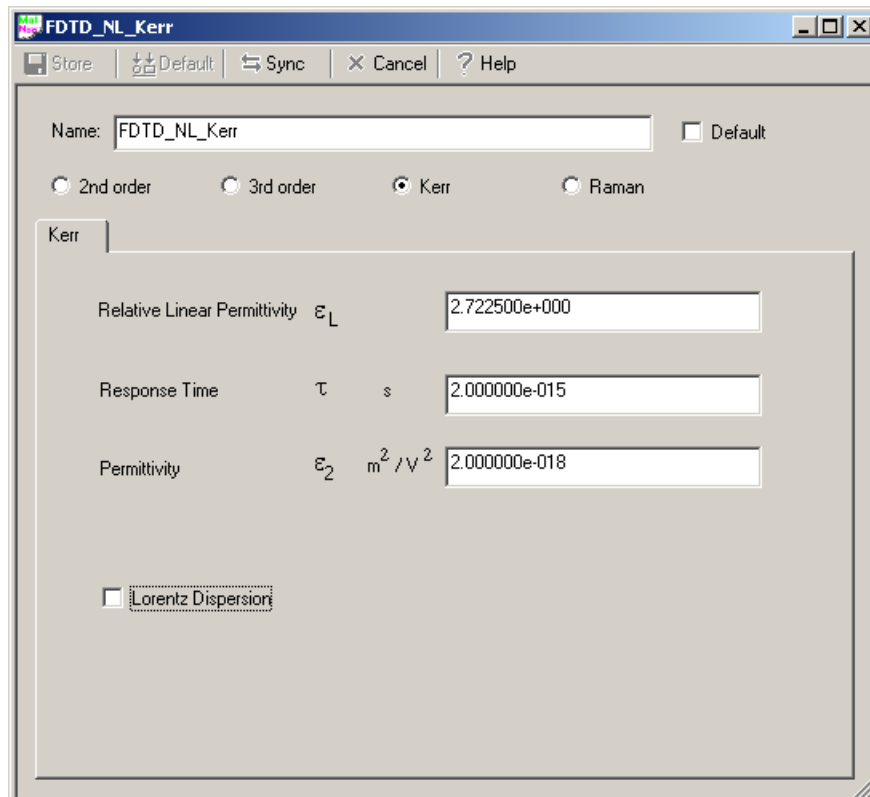 FDTD_NL_Kerr
Store Default Sync Cancel ? Help
Name: FDTD_NL_Kerr Default
2nd order 3rd order Kerr Raman
Kerr
Relative Linear Permittivity ε_L 2.722500e+000
Response Time τ s 2.000000e-015
Permittivity ε₂ m² / V² 2.000000e-018
Lorentz Dispersion